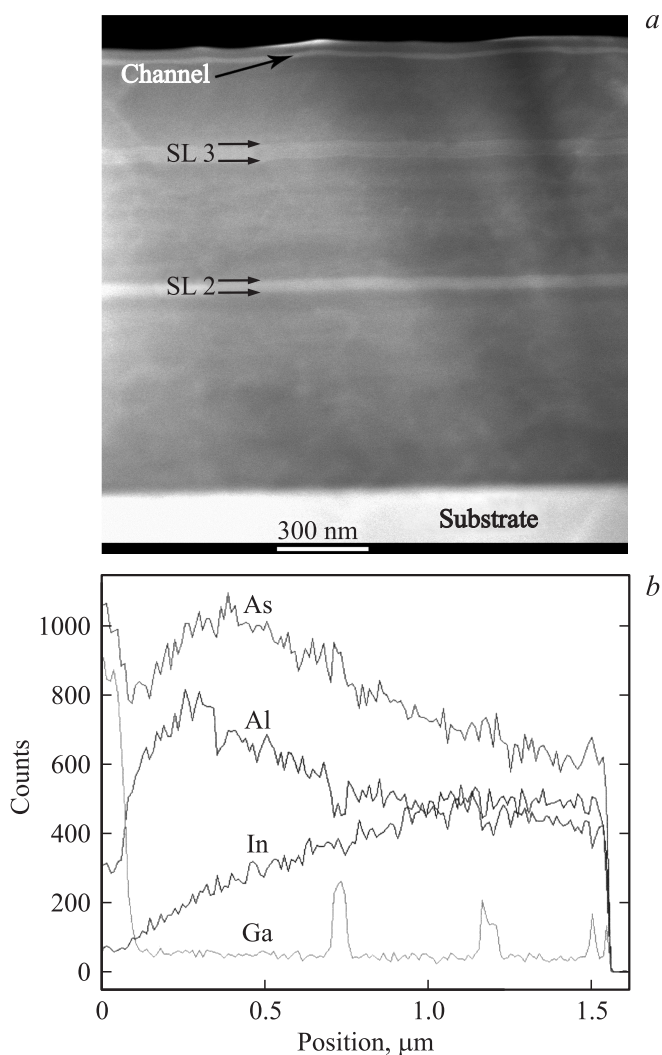 a
Channel
SL 3
SL 2
Substrate
300 nm
b
1000
800
600
400
200
0
Counts
As
Al
In
Ga
0
0.5
1.0
1.5
Position, μm